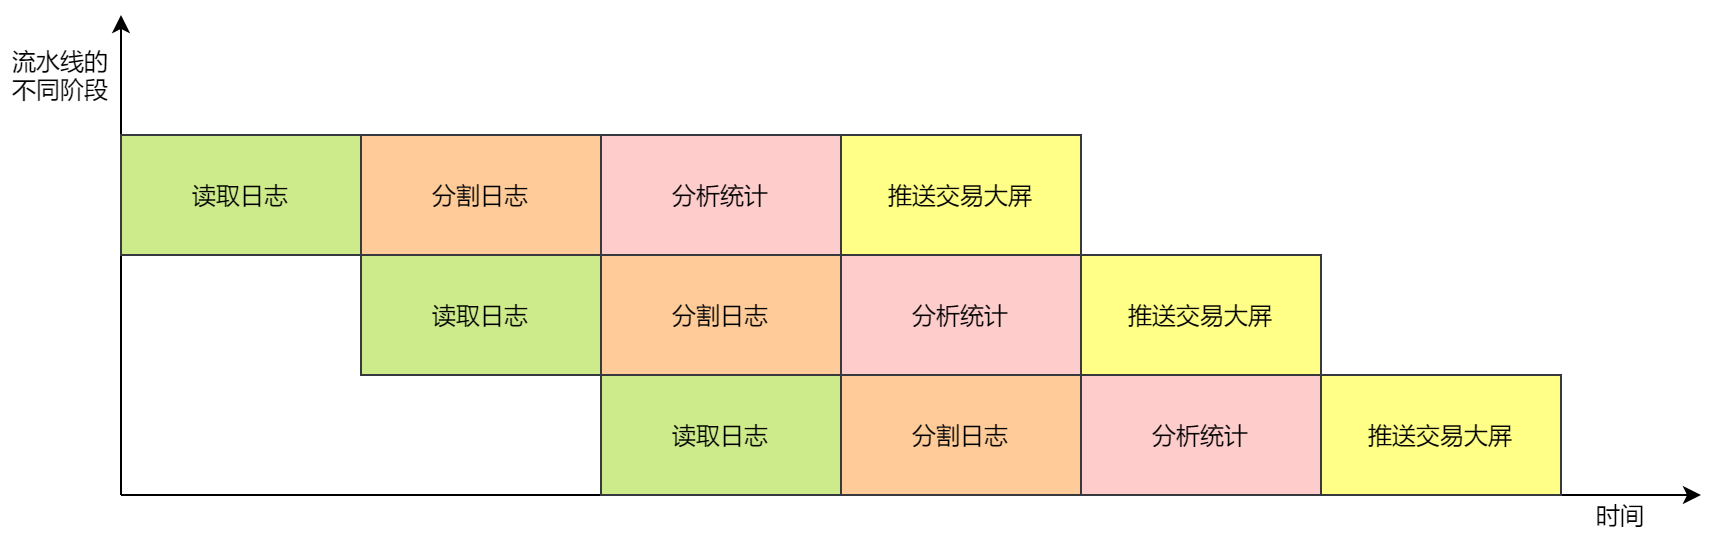 流水线的
不同阶段
读取日志 分割日志 分析统计 推送交易大屏
读取日志 分割日志 分析统计 推送交易大屏
读取日志 分割日志 分析统计 推送交易大屏
时间